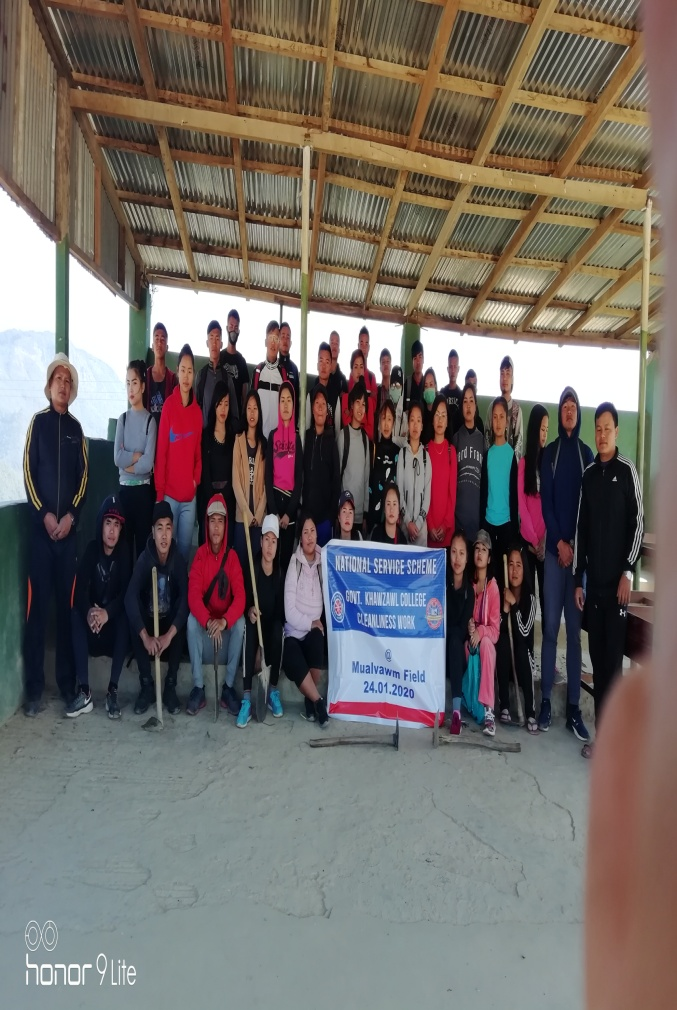 NATIONAL SERVICE SCHEME
GOVT. KHAWZAWL COLLEGE
CLEANLINESS WORK
@
Mualvawm Field
24.01.2020
honor 9 Lite